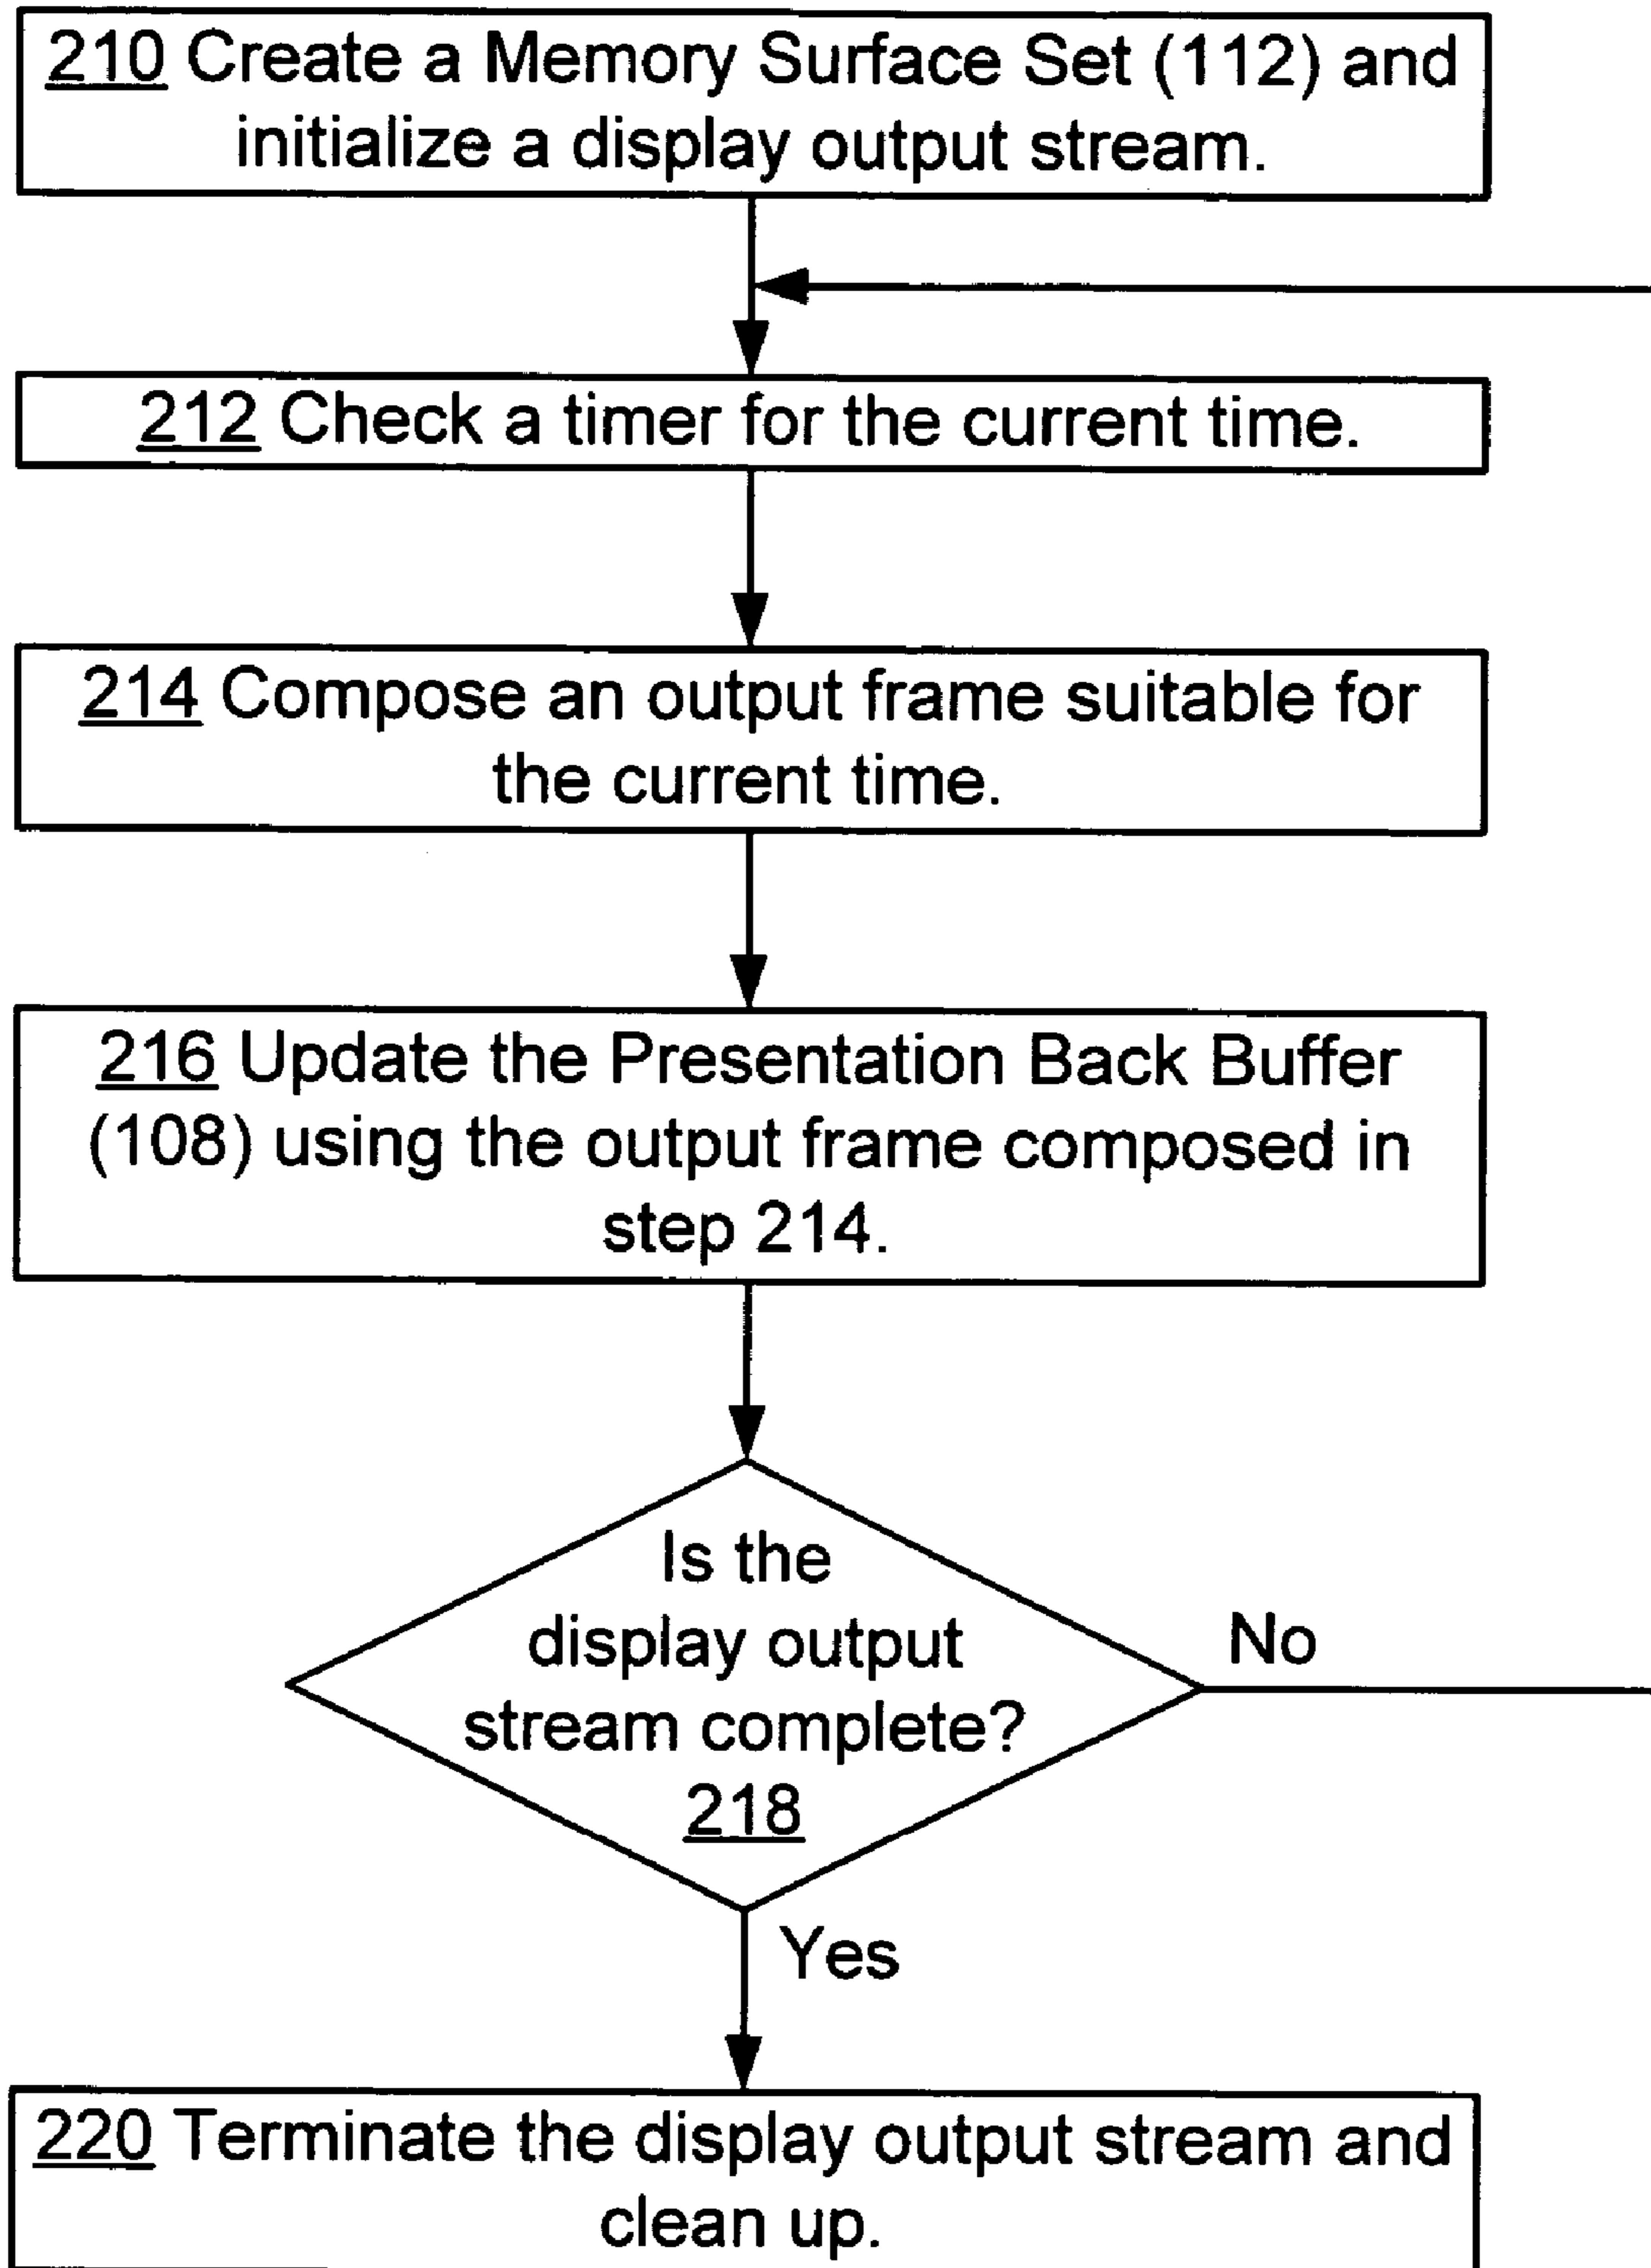 210 Create a Memory Surface Set (112) and
initialize a display output stream.
212 Check a timer for the current time.
214 Compose an output frame suitable for
the current time.
216 Update the Presentation Back Buffer
(108) using the output frame composed in
step 214.
Is the
display output
stream complete?
218
No
Yes
220 Terminate the display output stream and
clean up.